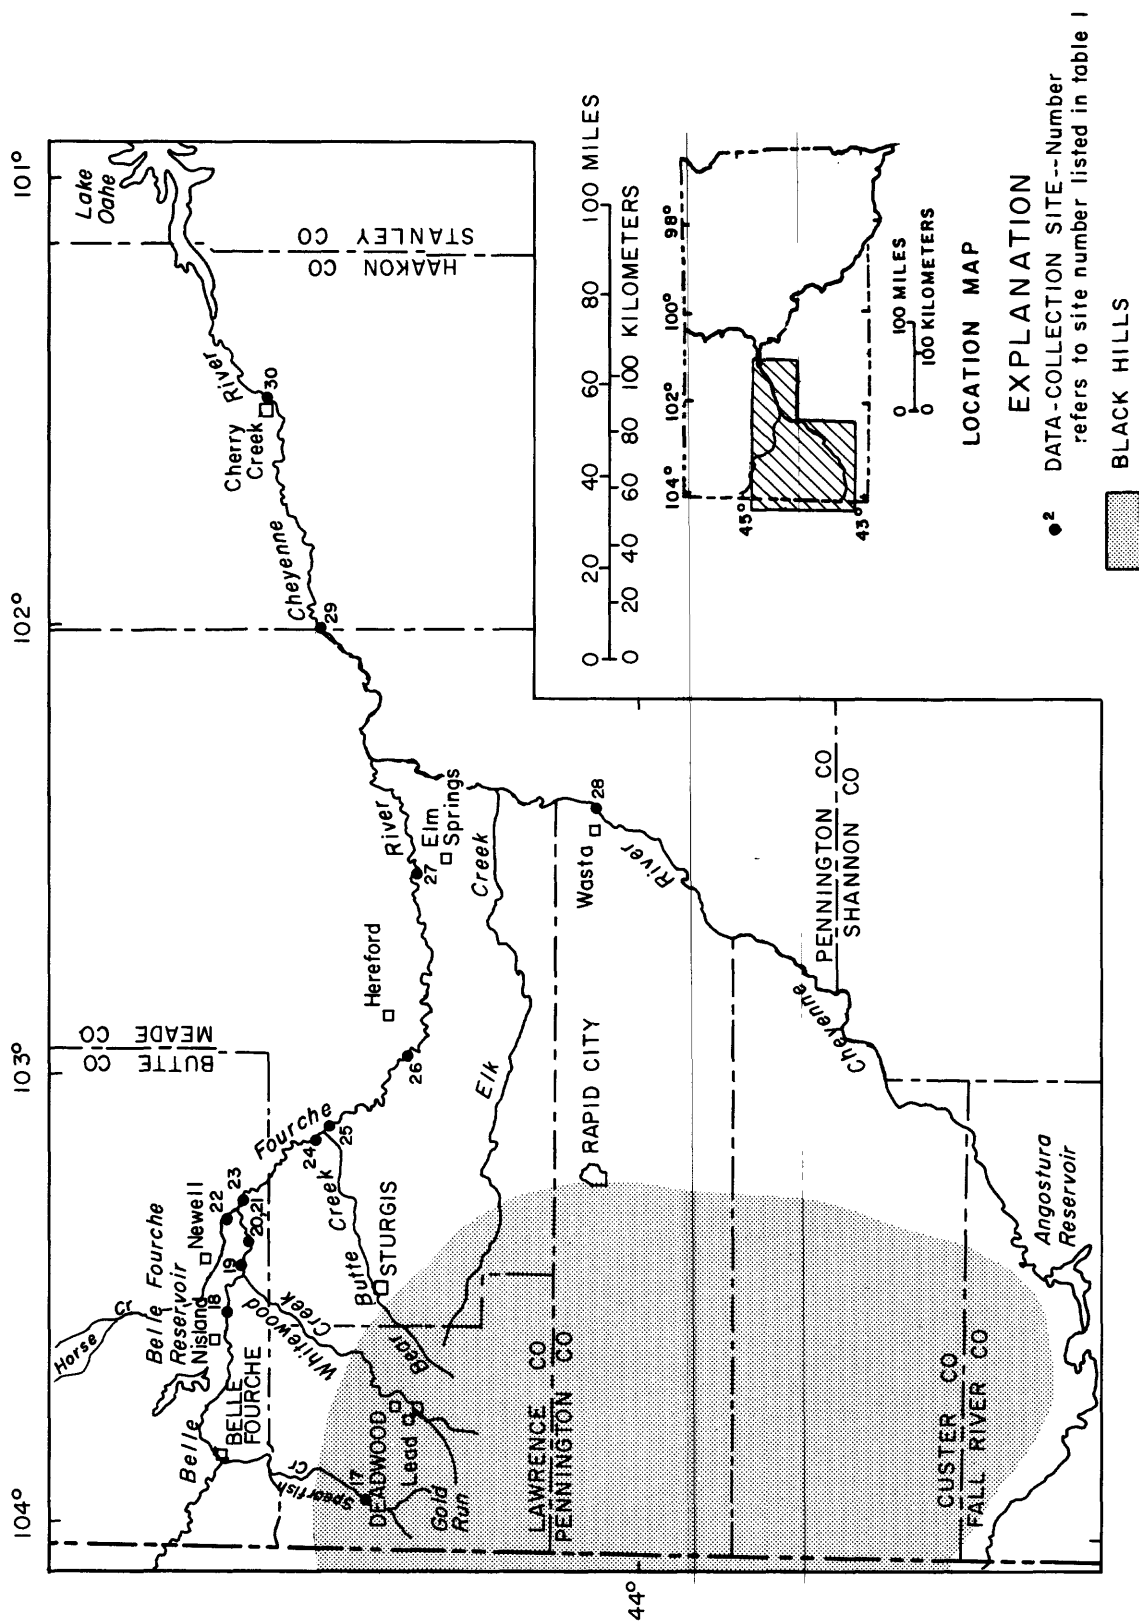 104°
103°
102°
101°
44°
Horse
Cr
Belle Fourche
Reservoir
Nisland
Newell
Belle
BELLE
FOURCHE
18
19
20,21
22
23
Fourche
24
25
BUTTE CO
MEADE CO
Spearfish
Cr
17
DEADWOOD
Lead
Gold
Run
Whitewood
Creek
Bear
Butte
Creek
STURGIS
26
Hereford
River
27
Elm
Springs
Elk
Creek
Cheyenne
29
Cherry
Creek
River
30
Lake
Oahe
HAAKON CO
STANLEY CO
LAWRENCE CO
PENNINGTON CO
RAPID CITY
Wasta
28
River
Cheyenne
PENNINGTON CO
SHANNON CO
CUSTER CO
FALL RIVER CO
Angostura
Reservoir
0 20 40 60 80 100 MILES
0 20 40 60 80 100 KILOMETERS
104° 102° 100° 98°
45°
43°
0 100 MILES
0 100 KILOMETERS
LOCATION MAP
EXPLANATION
2 DATA-COLLECTION SITE--Number
refers to site number listed in table 1
BLACK HILLS